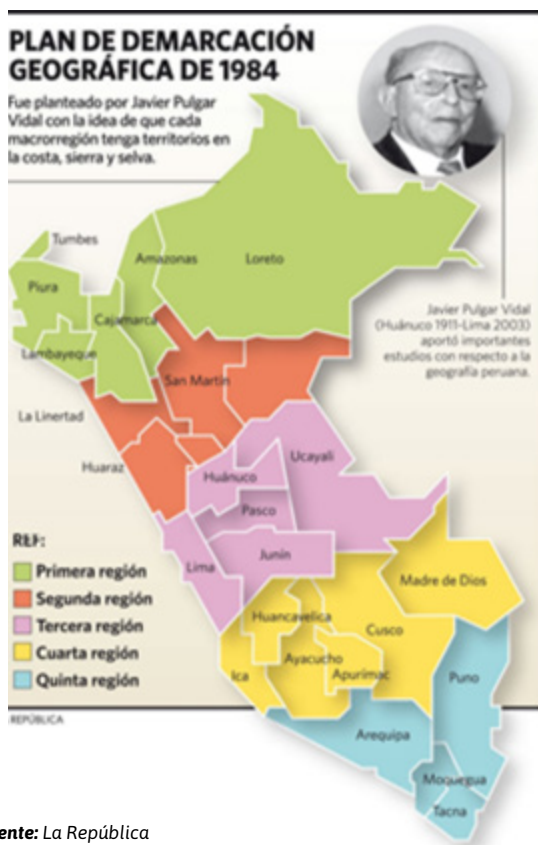 PLAN DE DEMARCACIÓN
GEOGRÁFICA DE 1984
Fue planteado por Javier Pulgar
Vidal con la idea de que cada
macrorregión tenga territorios en
la costa, sierra y selva.
Tumbes
Amazonas
Loreto
Piura
Cajamarca
Lambayeque
Javier Pulgar Vidal
(Huánuco 1911-Lima 2003)
aportó importantes
estudios con respecto a la
geografía peruana.
San Martín
La Linertad
Huaraz
Ucayali
Huánuco
Pasco
Junín
Lima
REF:
Primera región
Segunda región
Tercera región
Cuarta región
Quinta región
Madre de Dios
Huancavelica
Cusco
Ayacucho
Apurímac
Ica
Puno
REPÚBLICA
Arequipa
Moquegua
Tacna
ente: La República